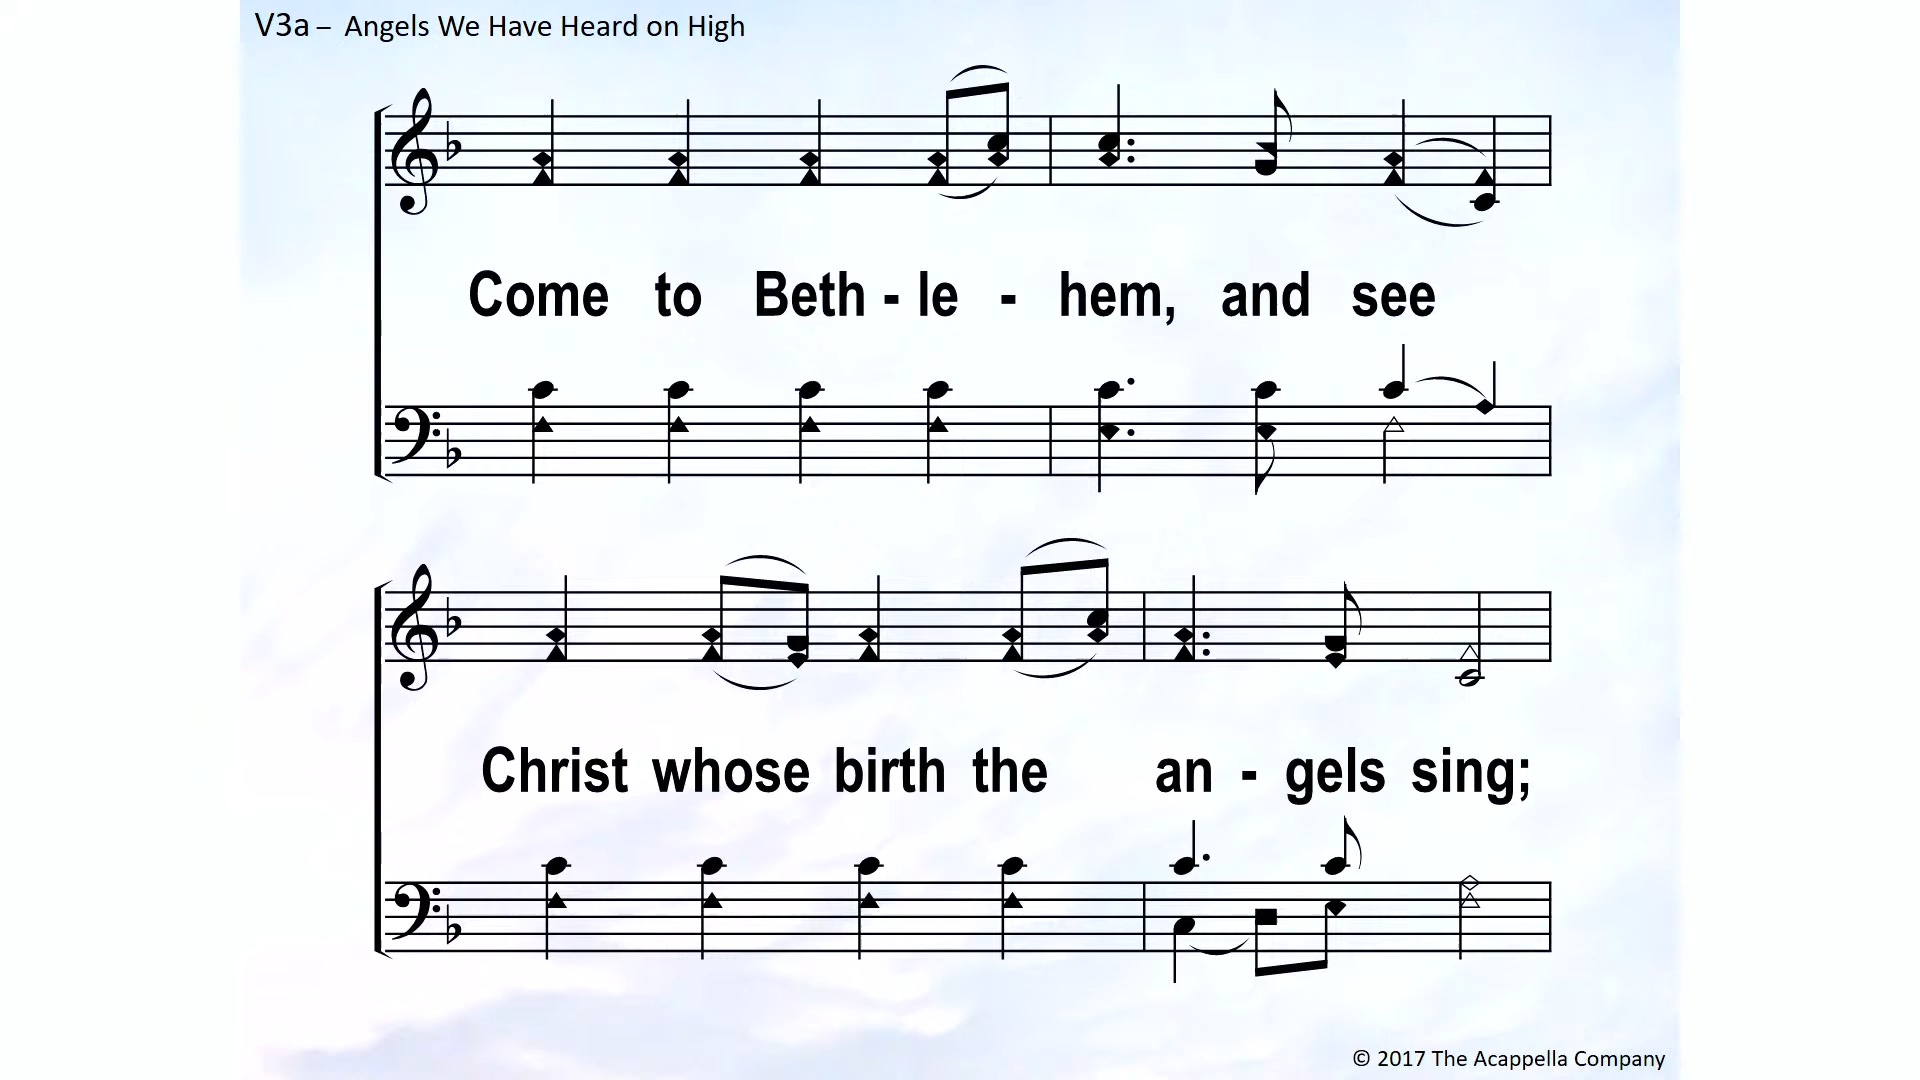 V3a – Angels We Have Heard on High
Come to Beth - le - hem, and see
Christ whose birth the an - gels sing;
© 2017 The Acappella Company